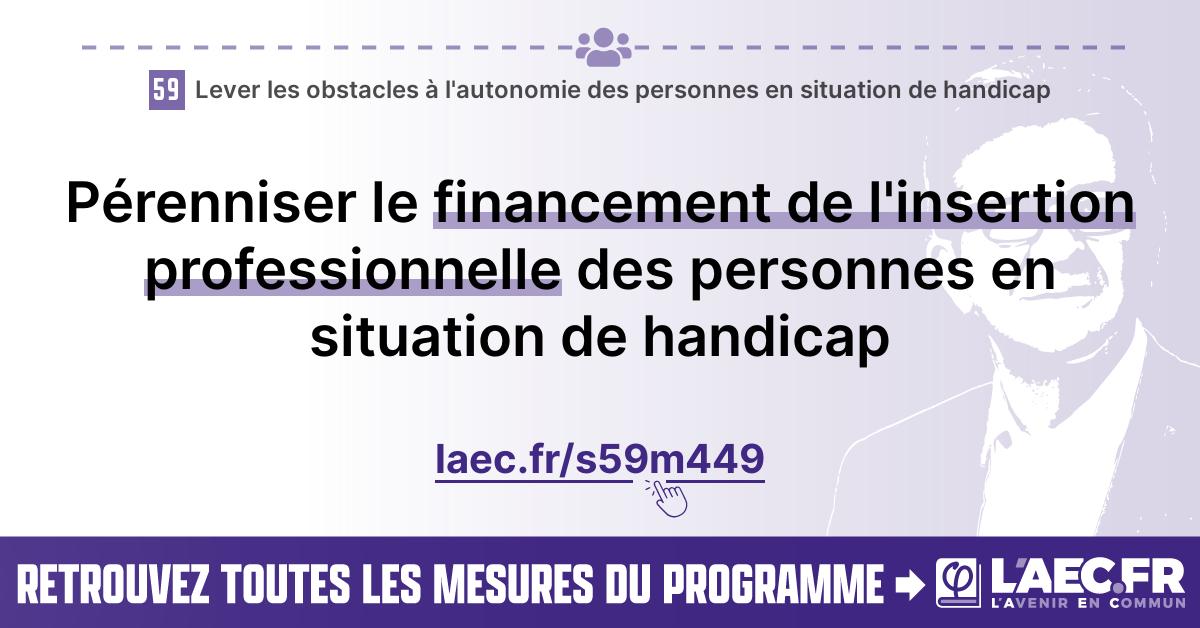 59 Lever les obstacles à l'autonomie des personnes en situation de handicap
Pérenniser le financement de l'insertion
professionnelle des personnes en
situation de handicap
laec.fr/s59m449
RETROUVEZ TOUTES LES MESURES DU PROGRAMME
L'AEC.FR
L'AVENIR EN COMMUN